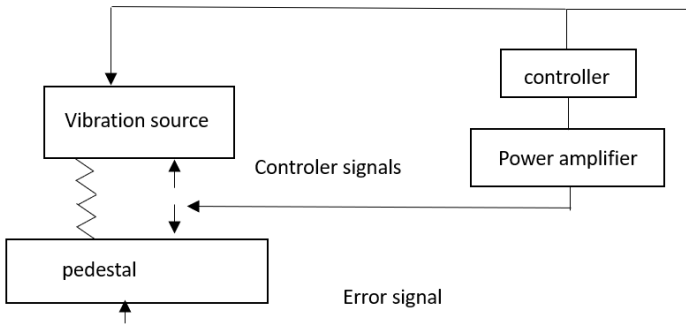 controller
Vibration source
Power amplifier
Controler signals
pedestal
Error signal